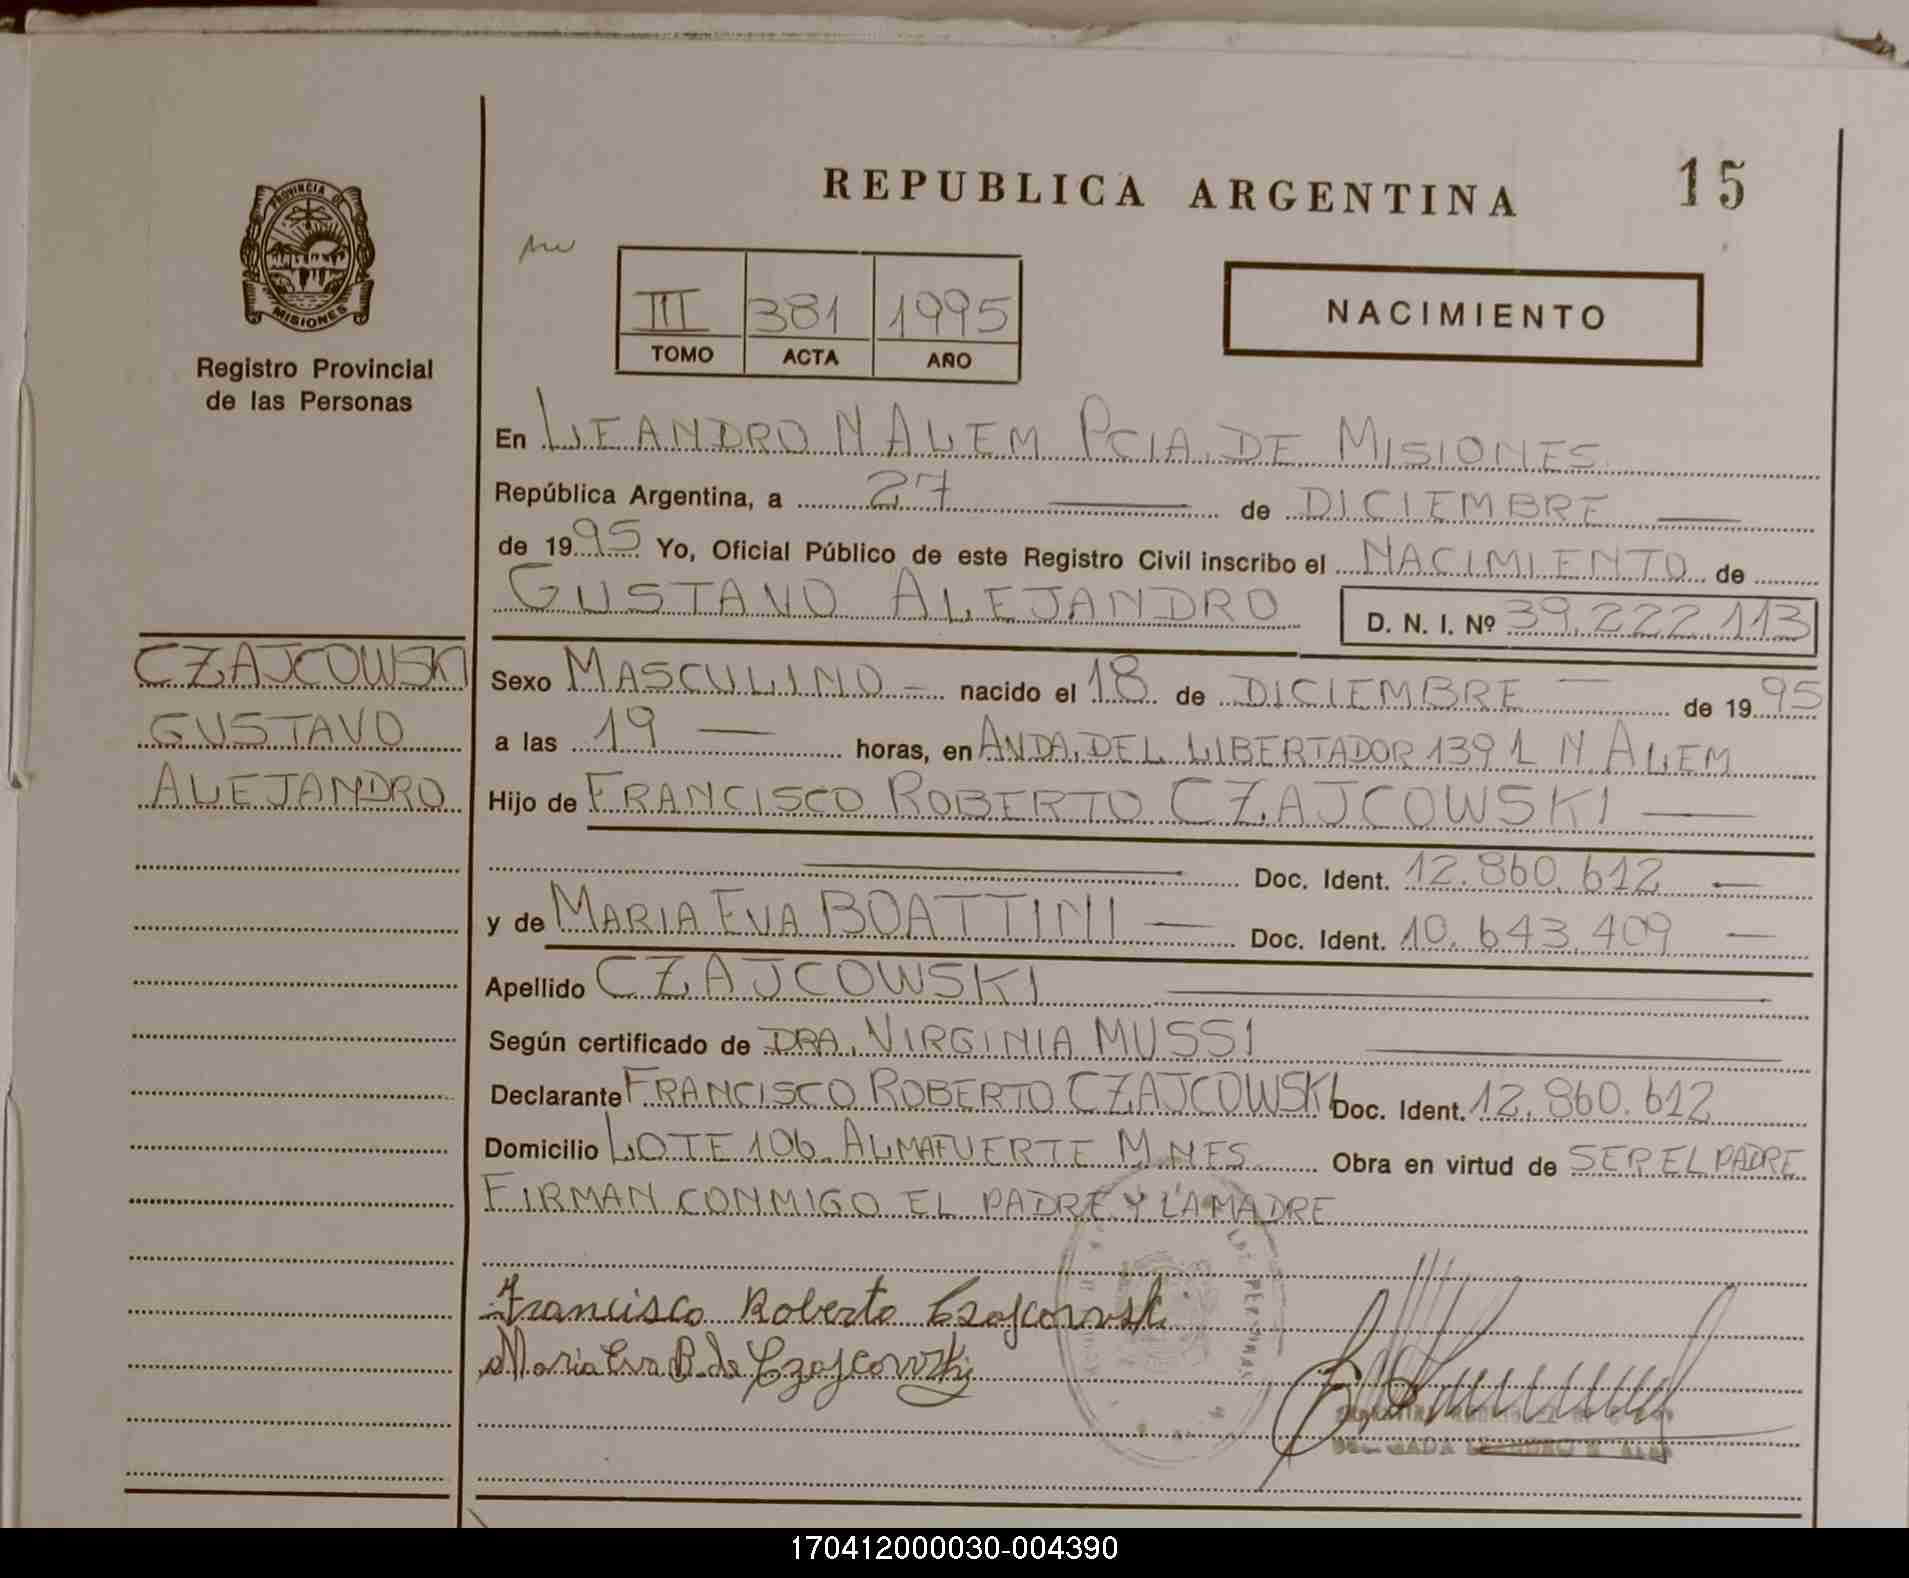 REPUBLICA ARGENTINA 15
PROVINCIA DE MISIONES
Registro Provincial
de las Personas
III 381 1995
TOMO ACTA AÑO
NACIMIENTO
En LEANDRO N ALEM PCIA. DE MISIONES
República Argentina, a 27 de DICIEMBRE
de 1995 Yo, Oficial Público de este Registro Civil inscribo el NACIMIENTO de
GUSTAVO ALEJANDRO D. N. I. Nº 39.222.113
CZAJCOWSKI
GUSTAVO
ALEJANDRO
Sexo MASCULINO nacido el 18 de DICIEMBRE de 1995
a las 19 horas, en AVDA. DEL LIBERTADOR 139 L N ALEM
Hijo de FRANCISCO ROBERTO CZAJCOWSKI
Doc. Ident. 12.860.612
y de MARIA EVA BOATTINI Doc. Ident. 10.643.409
Apellido CZAJCOWSKI
Según certificado de DRA. VIRGINIA MUSSI
Declarante FRANCISCO ROBERTO CZAJCOWSKI Doc. Ident. 12.860.612
Domicilio LOTE 106 ALMAFUERTE M.NES Obra en virtud de SER EL PADRE
FIRMAN CONMIGO EL PADRE Y LA MADRE
Francisco Roberto Czajcowski
Maria Eva B. de Czajcowski
170412000030-004390